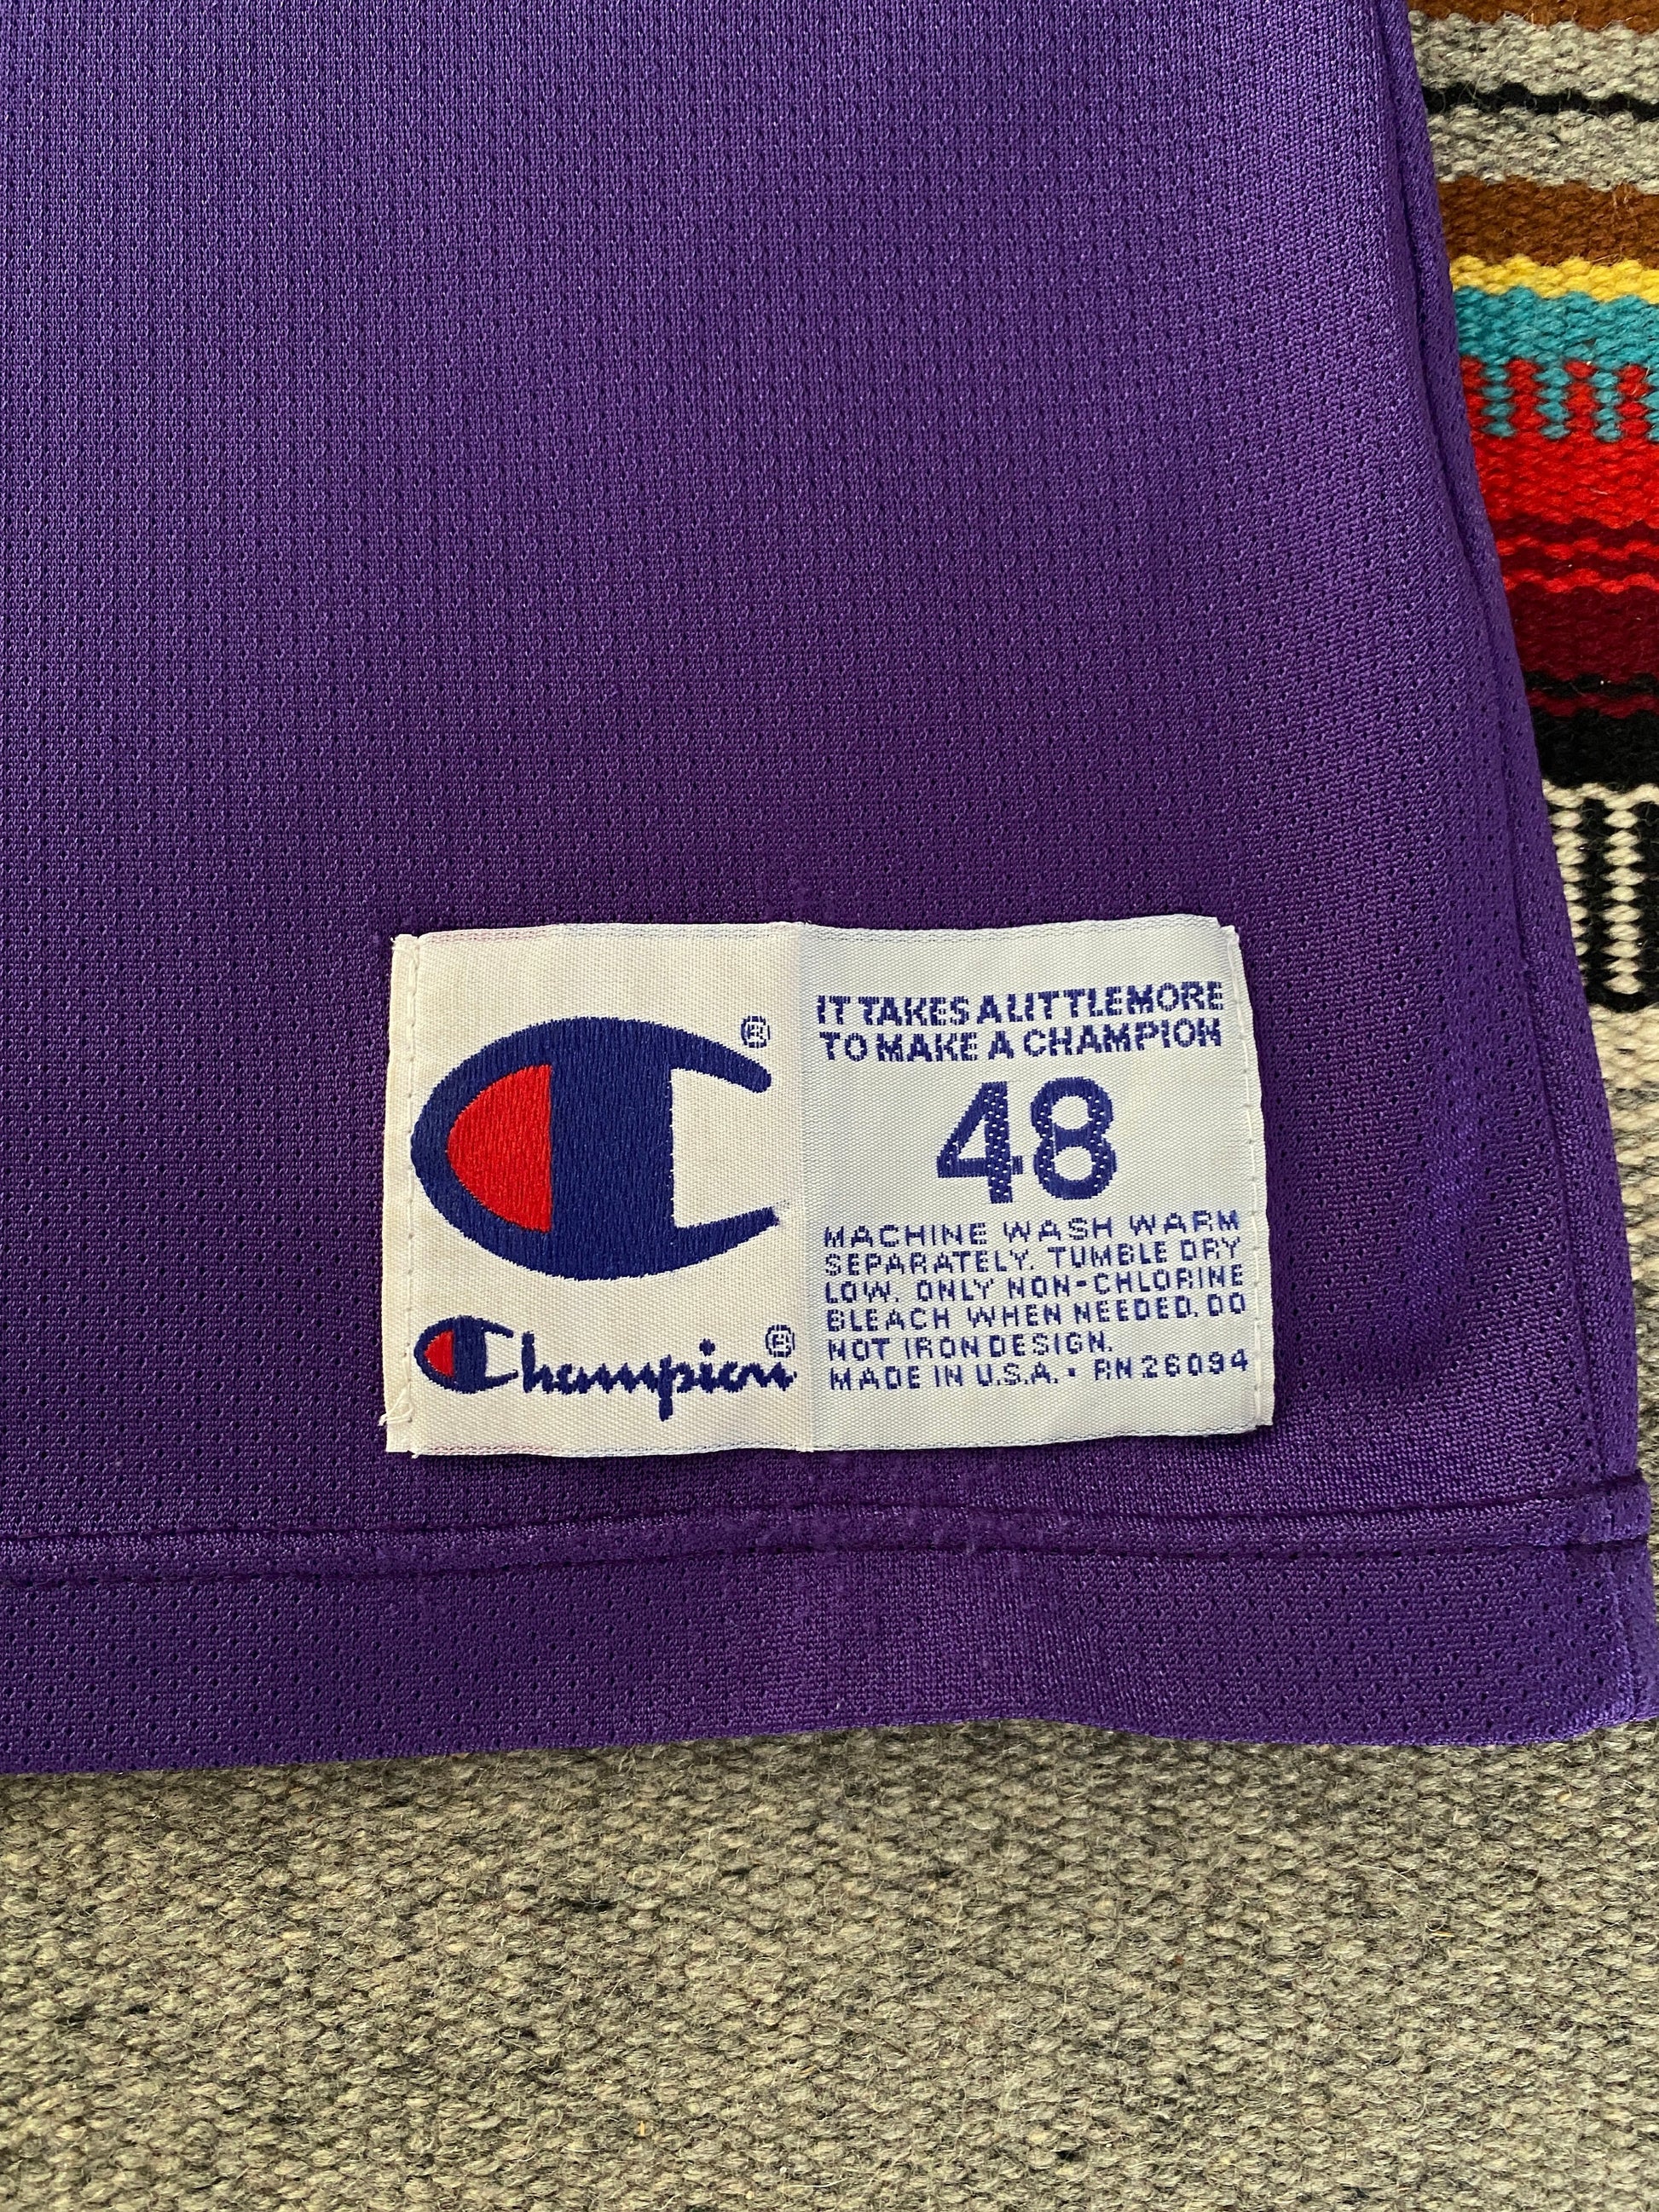 IT TAKES A LITTLE MORE
TO MAKE A CHAMPION
48
MACHINE WASH WARM
SEPARATELY. TUMBLE DRY
LOW. ONLY NON-CHLORINE
BLEACH WHEN NEEDED. DO
NOT IRON DESIGN.
MADE IN U.S.A. • RN 26094
®
Champion®